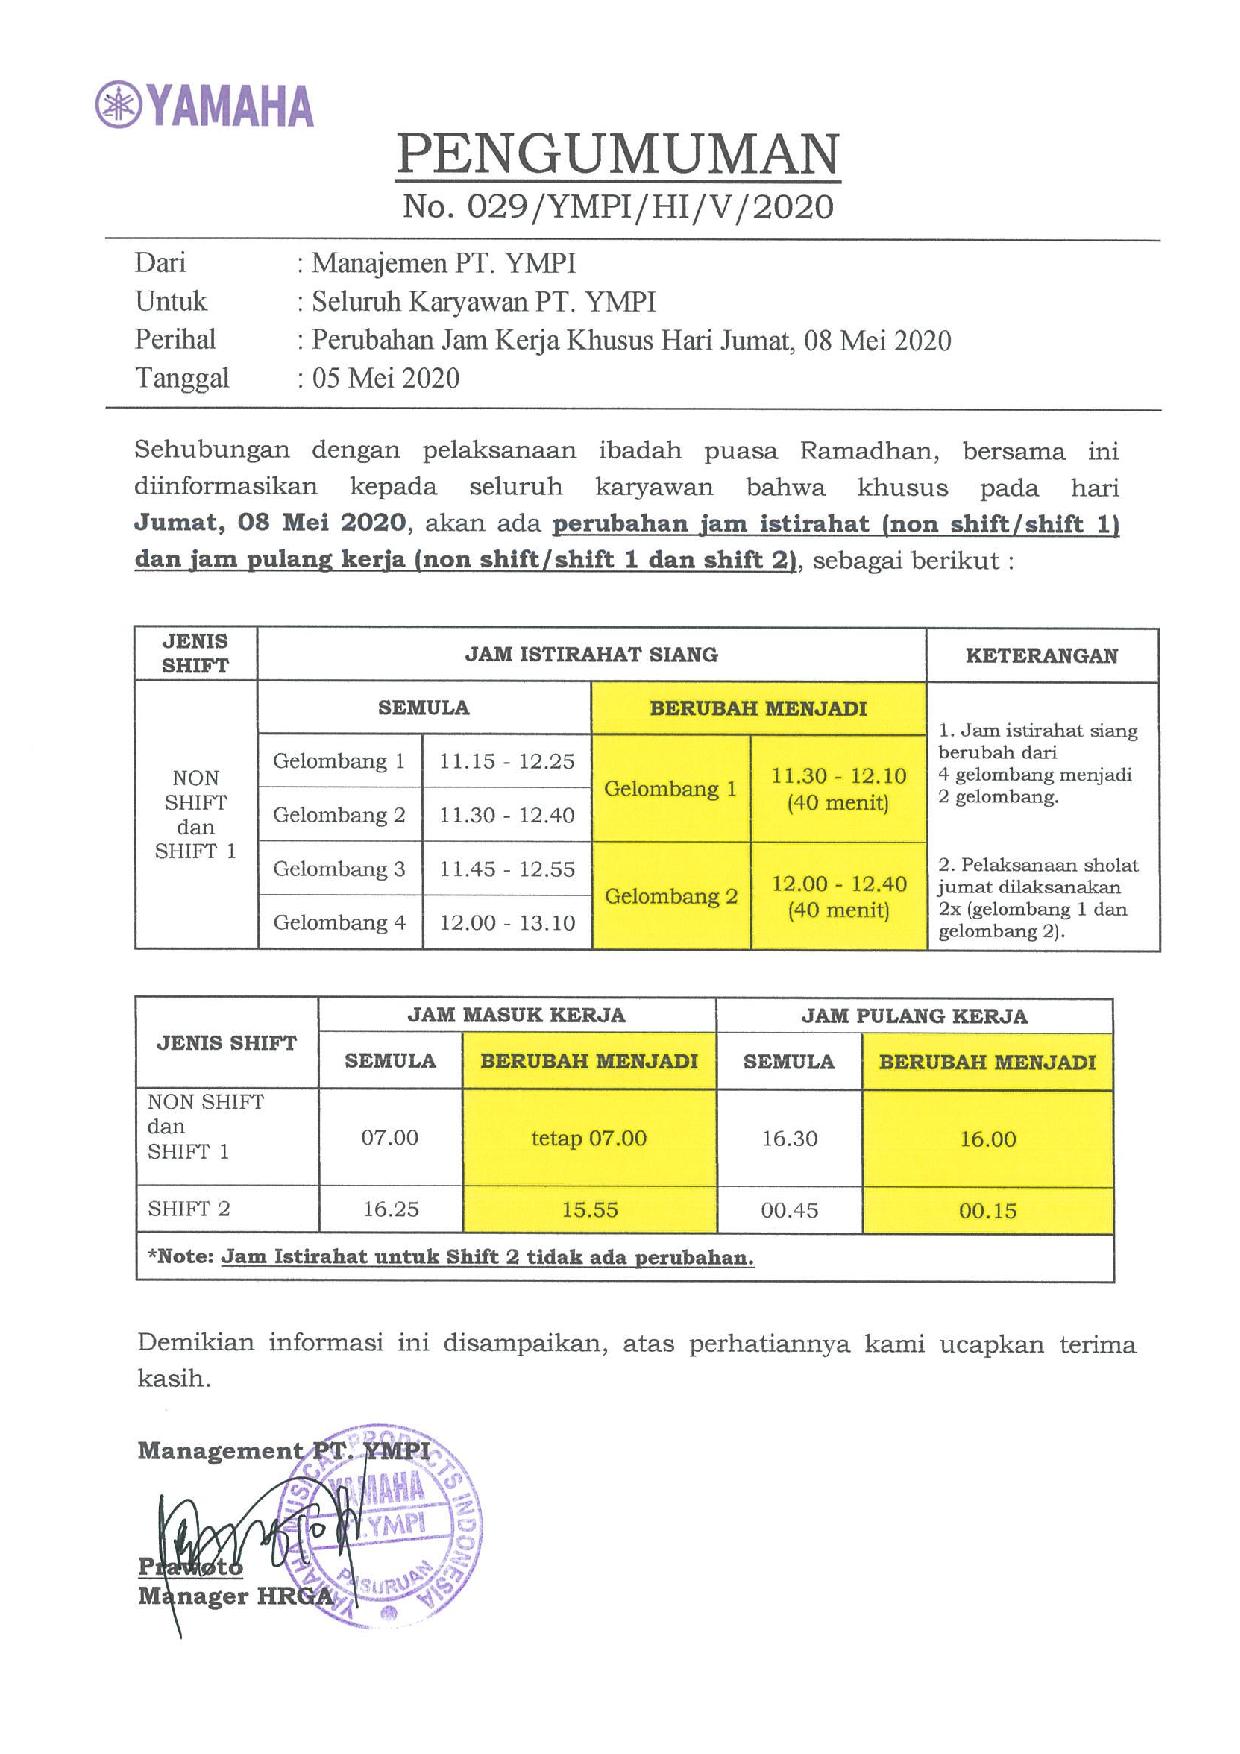 YAMAHA
PENGUMUMAN
No. 029/YMPI/HI/V/2020
Dari : Manajemen PT. YMPI
Untuk : Seluruh Karyawan PT. YMPI
Perihal : Perubahan Jam Kerja Khusus Hari Jumat, 08 Mei 2020
Tanggal : 05 Mei 2020
Sehubungan dengan pelaksanaan ibadah puasa Ramadhan, bersama ini
diinformasikan kepada seluruh karyawan bahwa khusus pada hari
Jumat, 08 Mei 2020, akan ada perubahan jam istirahat (non shift/shift 1)
dan jam pulang kerja (non shift/shift 1 dan shift 2), sebagai berikut :
JENIS
SHIFT
JAM ISTIRAHAT SIANG
KETERANGAN
NON
SHIFT
dan
SHIFT 1
SEMULA
BERUBAH MENJADI
Gelombang 1 11.15 - 12.25
Gelombang 2 11.30 - 12.40
Gelombang 3 11.45 - 12.55
Gelombang 4 12.00 - 13.10
Gelombang 1
11.30 - 12.10
(40 menit)
Gelombang 2
12.00 - 12.40
(40 menit)
1. Jam istirahat siang
berubah dari
4 gelombang menjadi
2 gelombang.
2. Pelaksanaan sholat
jumat dilaksanakan
2x (gelombang 1 dan
gelombang 2).
JENIS SHIFT
JAM MASUK KERJA
JAM PULANG KERJA
SEMULA BERUBAH MENJADI SEMULA BERUBAH MENJADI
NON SHIFT
dan
SHIFT 1
07.00 tetap 07.00 16.30 16.00
SHIFT 2 16.25 15.55 00.45 00.15
*Note: Jam Istirahat untuk Shift 2 tidak ada perubahan.
Demikian informasi ini disampaikan, atas perhatiannya kami ucapkan terima
kasih.
Management PT. YMPI
YAMAHA MUSICAL PRODUCTS INDONESIA
YAMAHA
PT.YMPI
PASURUAN
Prawoto
Manager HRGA